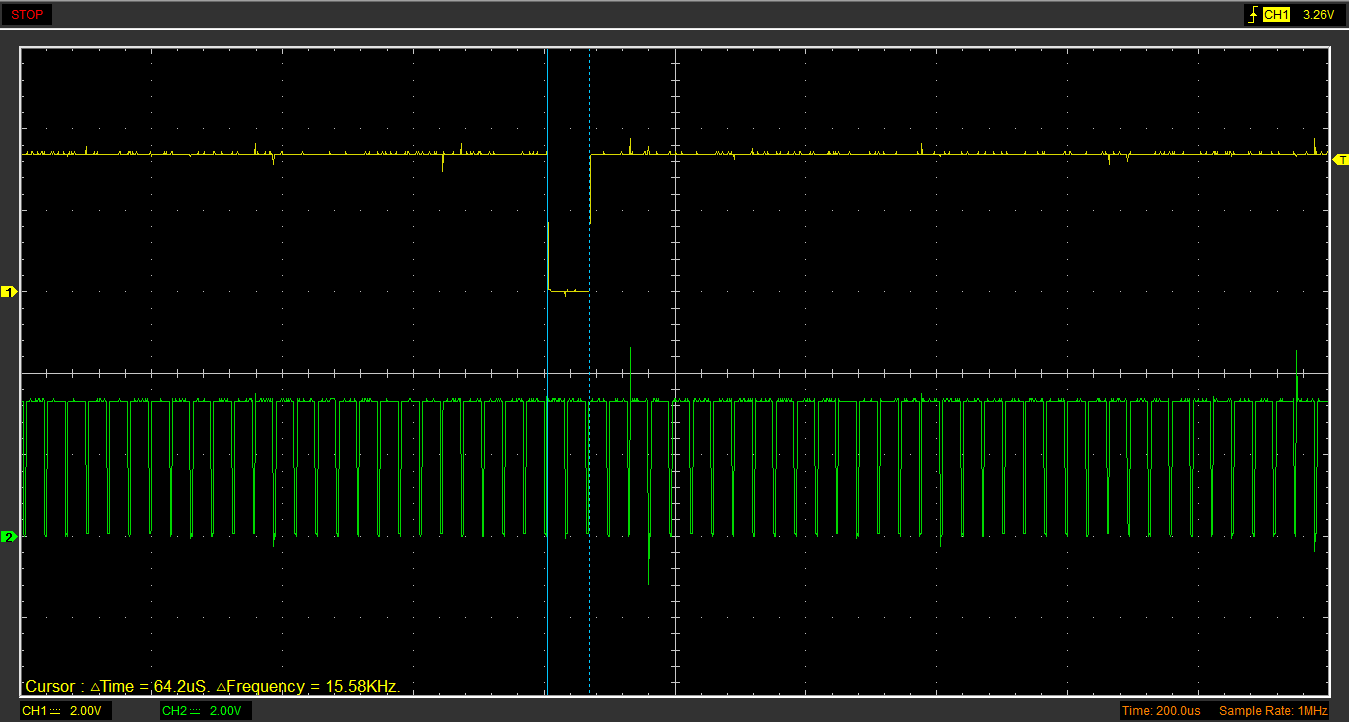 STOP
CH1 3.26V
T
1
2
Cursor : △Time = 64.2uS. △Frequency = 15.58KHz.
CH1 2.00V CH2 2.00V Time: 200.0us Sample Rate: 1MHz